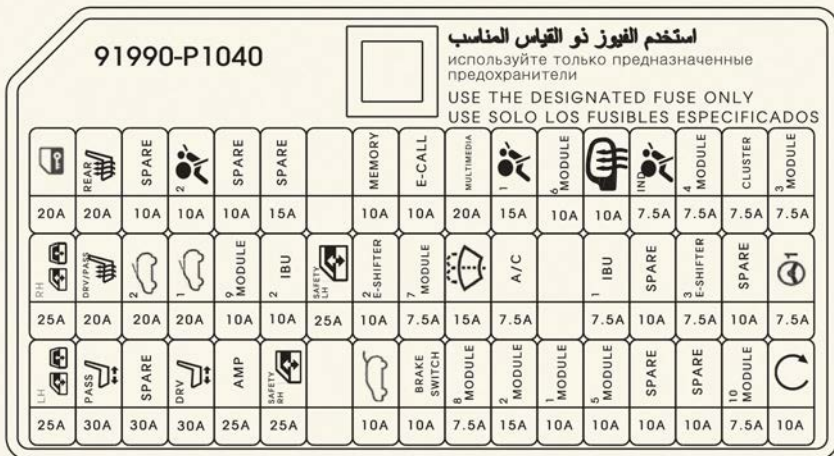 91990-P1040
استخدم الفيوز ذو القياس المناسب
используйте только предназначенные
предохранители
USE THE DESIGNATED FUSE ONLY
USE SOLO LOS FUSIBLES ESPECIFICADOS
REAR SPARE 2 SPARE SPARE MEMORY E-CALL MULTIMEDIA 1 6 MODULE IND 4 MODULE CLUSTER 3 MODULE
20A 20A 10A 10A 10A 15A 10A 10A 20A 15A 10A 10A 7.5A 7.5A 7.5A 7.5A
RH DRV/PASS 2 1 9 MODULE 2 IBU SAFETY LH 2 E-SHIFTER 7 MODULE A/C 1 IBU SPARE 3 E-SHIFTER SPARE 1
25A 20A 20A 20A 10A 10A 25A 10A 7.5A 15A 7.5A 7.5A 10A 7.5A 10A 7.5A
LH PASS SPARE DRV AMP SAFETY RH BRAKE SWITCH 8 MODULE 2 MODULE 1 MODULE 5 MODULE SPARE SPARE 10 MODULE
25A 30A 30A 30A 25A 25A 10A 10A 7.5A 15A 10A 10A 10A 10A 7.5A 10A